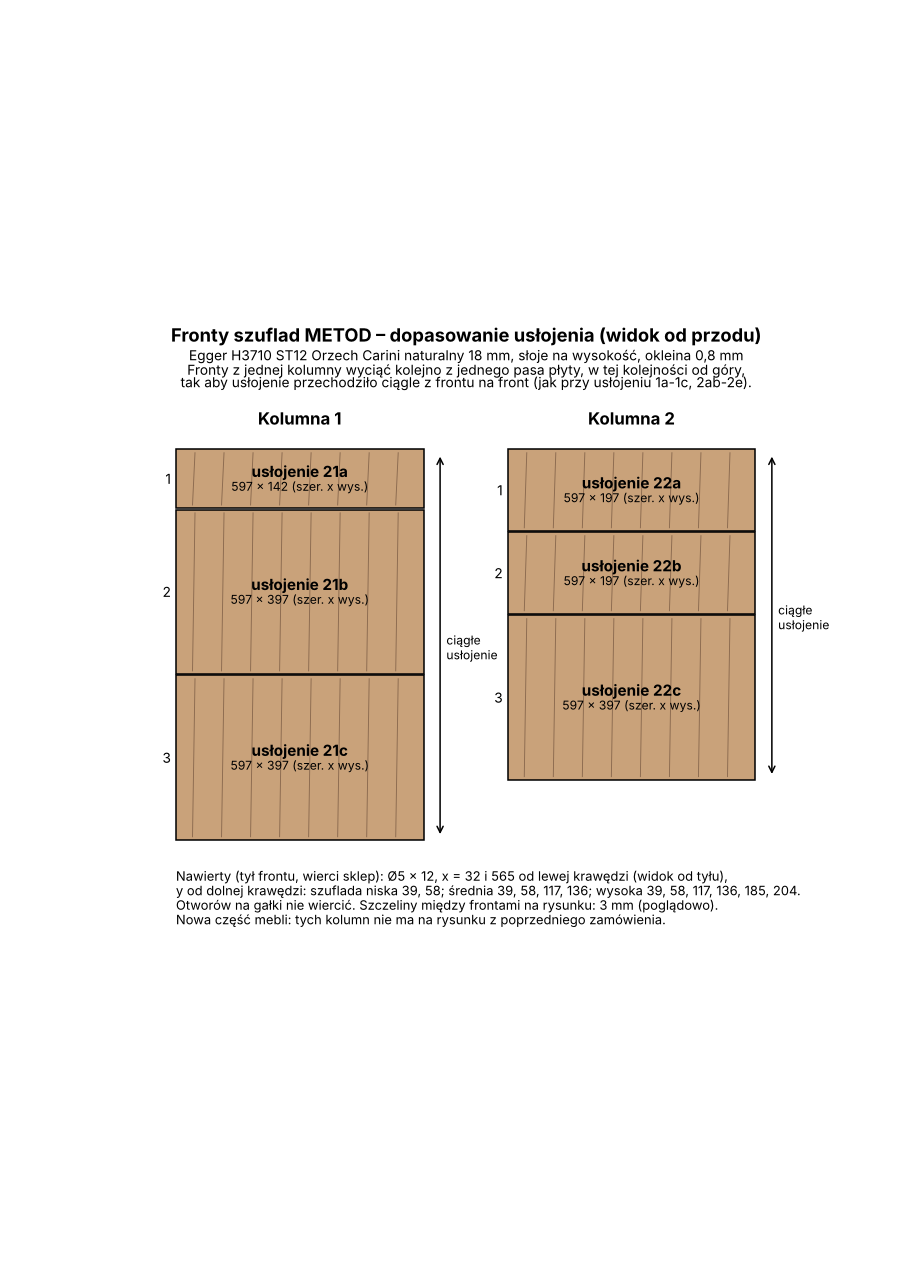 Fronty szuflad METOD – dopasowanie usłojenia (widok od przodu)
Egger H3710 ST12 Orzech Carini naturalny 18 mm, słoje na wysokość, okleina 0,8 mm
Fronty z jednej kolumny wyciąć kolejno z jednego pasa płyty, w tej kolejności od góry,
tak aby usłojenie przechodziło ciągle z frontu na front (jak przy usłojeniu 1a-1c, 2ab-2e).
Kolumna 1
1
usłojenie 21a
597 × 142 (szer. x wys.)
2
usłojenie 21b
597 × 397 (szer. x wys.)
3
usłojenie 21c
597 × 397 (szer. x wys.)
ciągłe
usłojenie
Kolumna 2
1
usłojenie 22a
597 × 197 (szer. x wys.)
2
usłojenie 22b
597 × 197 (szer. x wys.)
3
usłojenie 22c
597 × 397 (szer. x wys.)
ciągłe
usłojenie
Nawierty (tył frontu, wierci sklep): Ø5 × 12, x = 32 i 565 od lewej krawędzi (widok od tyłu),
y od dolnej krawędzi: szuflada niska 39, 58; średnia 39, 58, 117, 136; wysoka 39, 58, 117, 136, 185, 204.
Otworów na gałki nie wiercić. Szczeliny między frontami na rysunku: 3 mm (poglądowo).
Nowa część mebli: tych kolumn nie ma na rysunku z poprzedniego zamówienia.